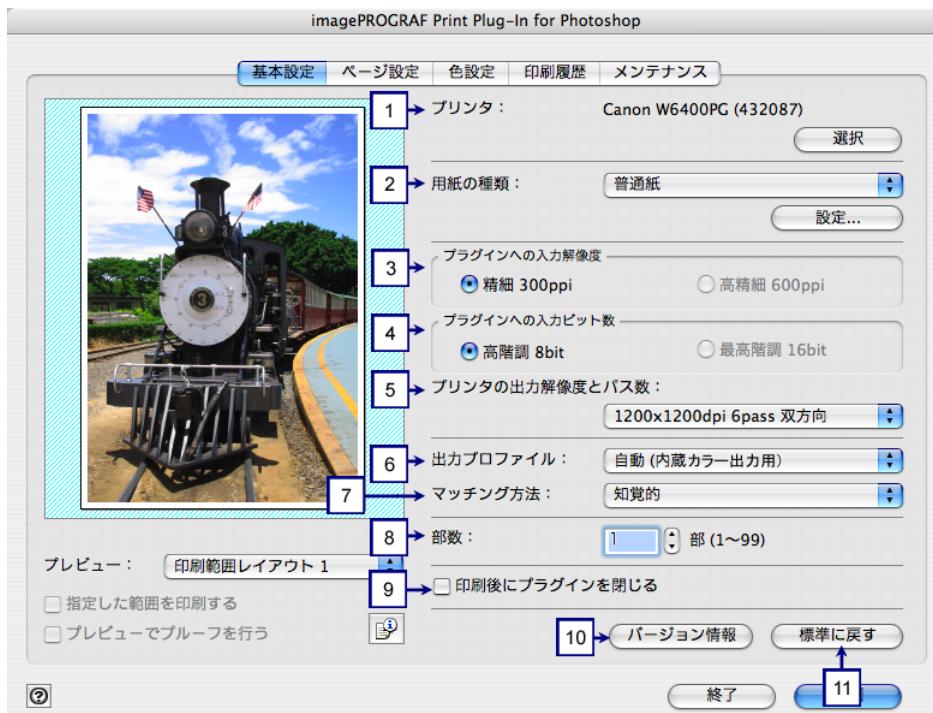 imagePROGRAF Print Plug-In for Photoshop
基本設定 ページ設定 色設定 印刷履歴 メンテナンス
1 プリンタ： Canon W6400PG (432087)
選択
2 用紙の種類： 普通紙
設定...
プラグインへの入力解像度
3 精細 300ppi 高精細 600ppi
プラグインへの入力ビット数
4 高階調 8bit 最高階調 16bit
5 プリンタの出力解像度とパス数：
1200x1200dpi 6pass 双方向
6 出力プロファイル： 自動 (内蔵カラー出力用)
7 マッチング方法： 知覚的
8 部数： 1 部 (1〜99)
プレビュー： 印刷範囲レイアウト 1
9 印刷後にプラグインを閉じる
指定した範囲を印刷する
プレビューでプルーフを行う
10 バージョン情報 標準に戻す
終了 11